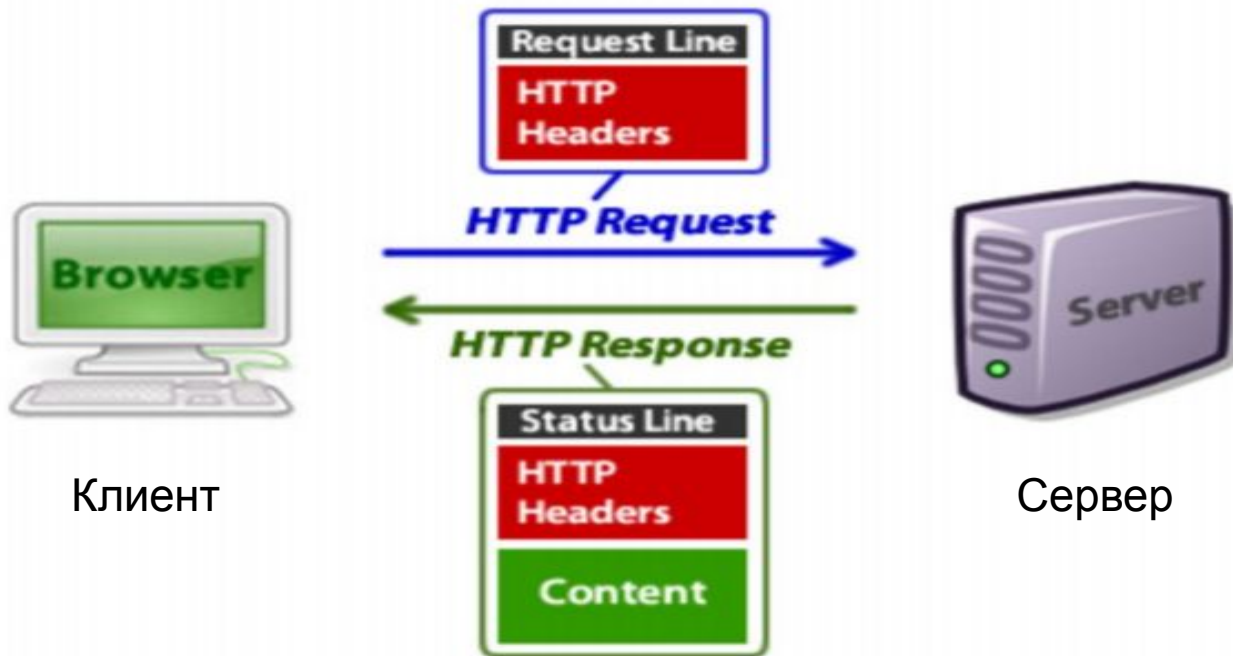 Request Line
HTTP
Headers
HTTP Request
Browser
Server
HTTP Response
Status Line
HTTP
Headers
Content
Клиент
Сервер